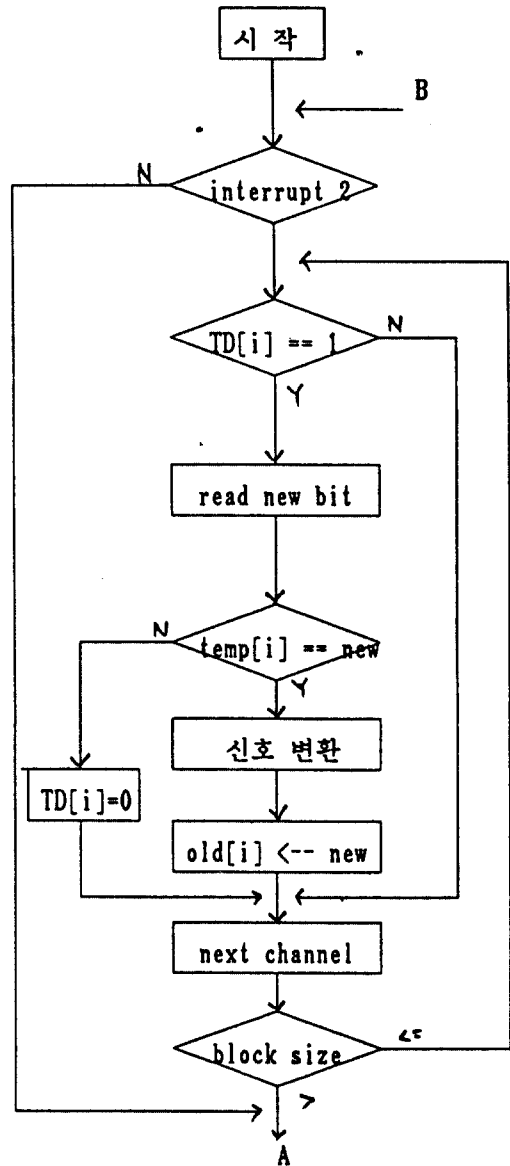 시 작
B
N
interrupt 2
TD[i] == 1
N
Y
read new bit
N
temp[i] == new
Y
신호 변환
TD[i]=0
old[i] <-- new
next channel
block size
<=
>
A